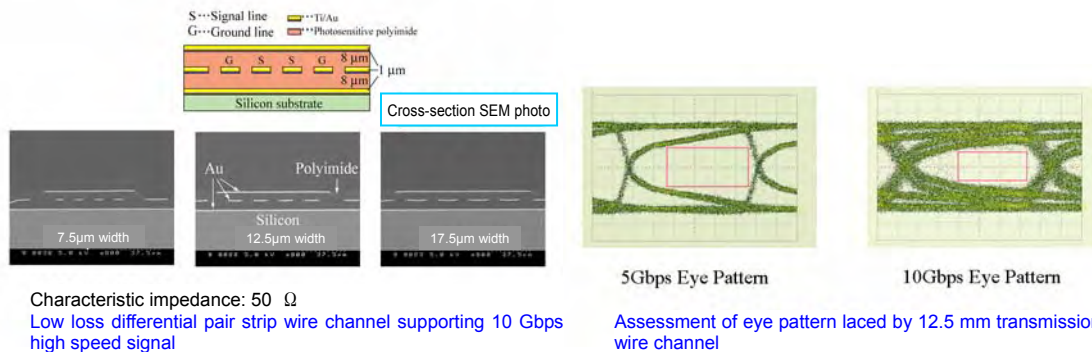 S···Signal line
···Ti/Au
G···Ground line
···Photosensitive polyimide
G S S G
8 μm
1 μm
8 μm
Silicon substrate
Cross-section SEM photo
Au
Polyimide
Silicon
7.5μm width
12.5μm width
17.5μm width
5Gbps Eye Pattern
10Gbps Eye Pattern
Characteristic impedance: 50 Ω
Low loss differential pair strip wire channel supporting 10 Gbps
high speed signal
Assessment of eye pattern laced by 12.5 mm transmission
wire channel